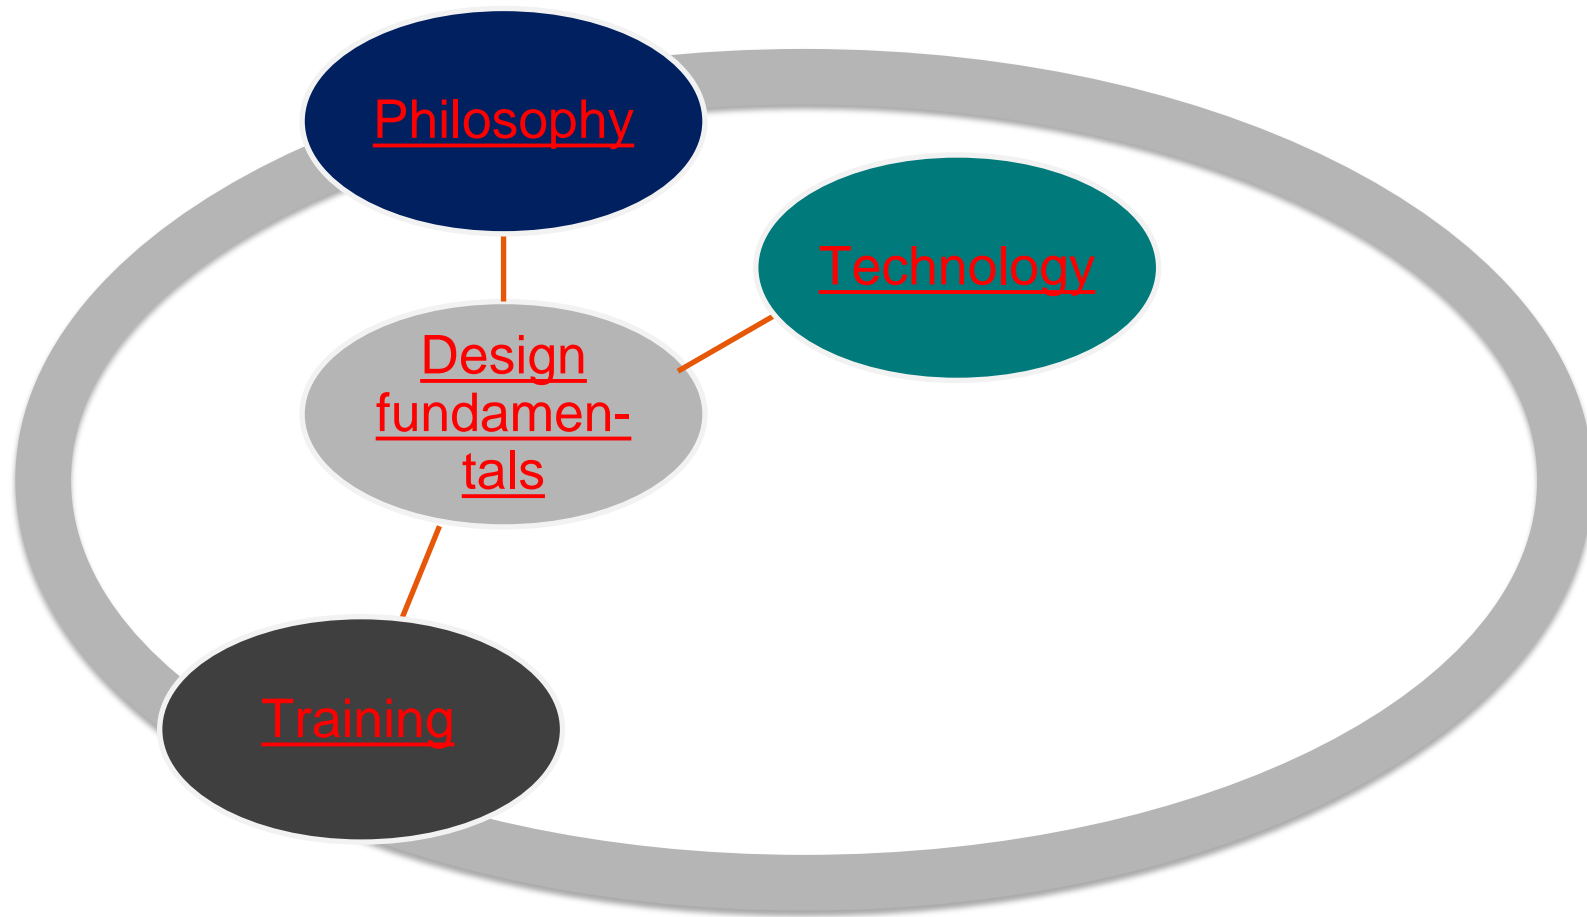 Philosophy
Technology
Design
fundamen-
tals
Training